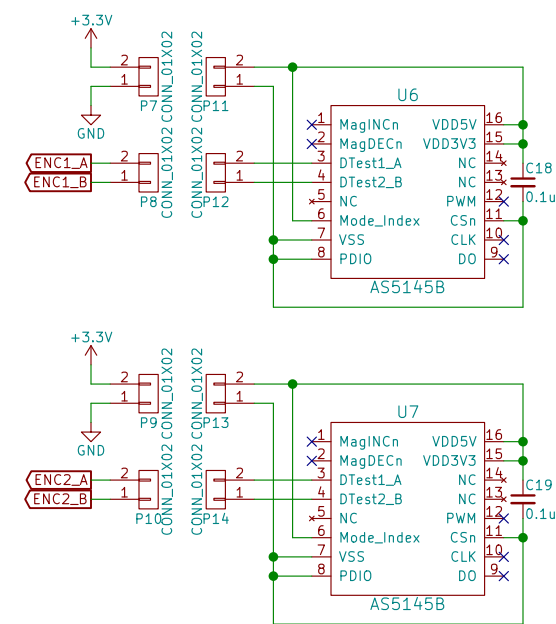 +3.3V
2 CONN_01X02 CONN_01X02 2
1 1
P7 P11
GND
ENC1_A 2 CONN_01X02 CONN_01X02 2
ENC1_B 1 1
P8 P12
U6
1 MagINCn VDD5V 16
2 MagDECn VDD3V3 15
3 DTest1_A NC 14
4 DTest2_B NC 13
5 NC PWM 12
6 Mode_Index CSn 11
7 VSS CLK 10
8 PDIO DO 9
AS5145B
C18
0.1u
+3.3V
2 CONN_01X02 CONN_01X02 2
1 1
P9 P13
GND
ENC2_A 2 CONN_01X02 CONN_01X02 2
ENC2_B 1 1
P10 P14
U7
1 MagINCn VDD5V 16
2 MagDECn VDD3V3 15
3 DTest1_A NC 14
4 DTest2_B NC 13
5 NC PWM 12
6 Mode_Index CSn 11
7 VSS CLK 10
8 PDIO DO 9
AS5145B
C19
0.1u